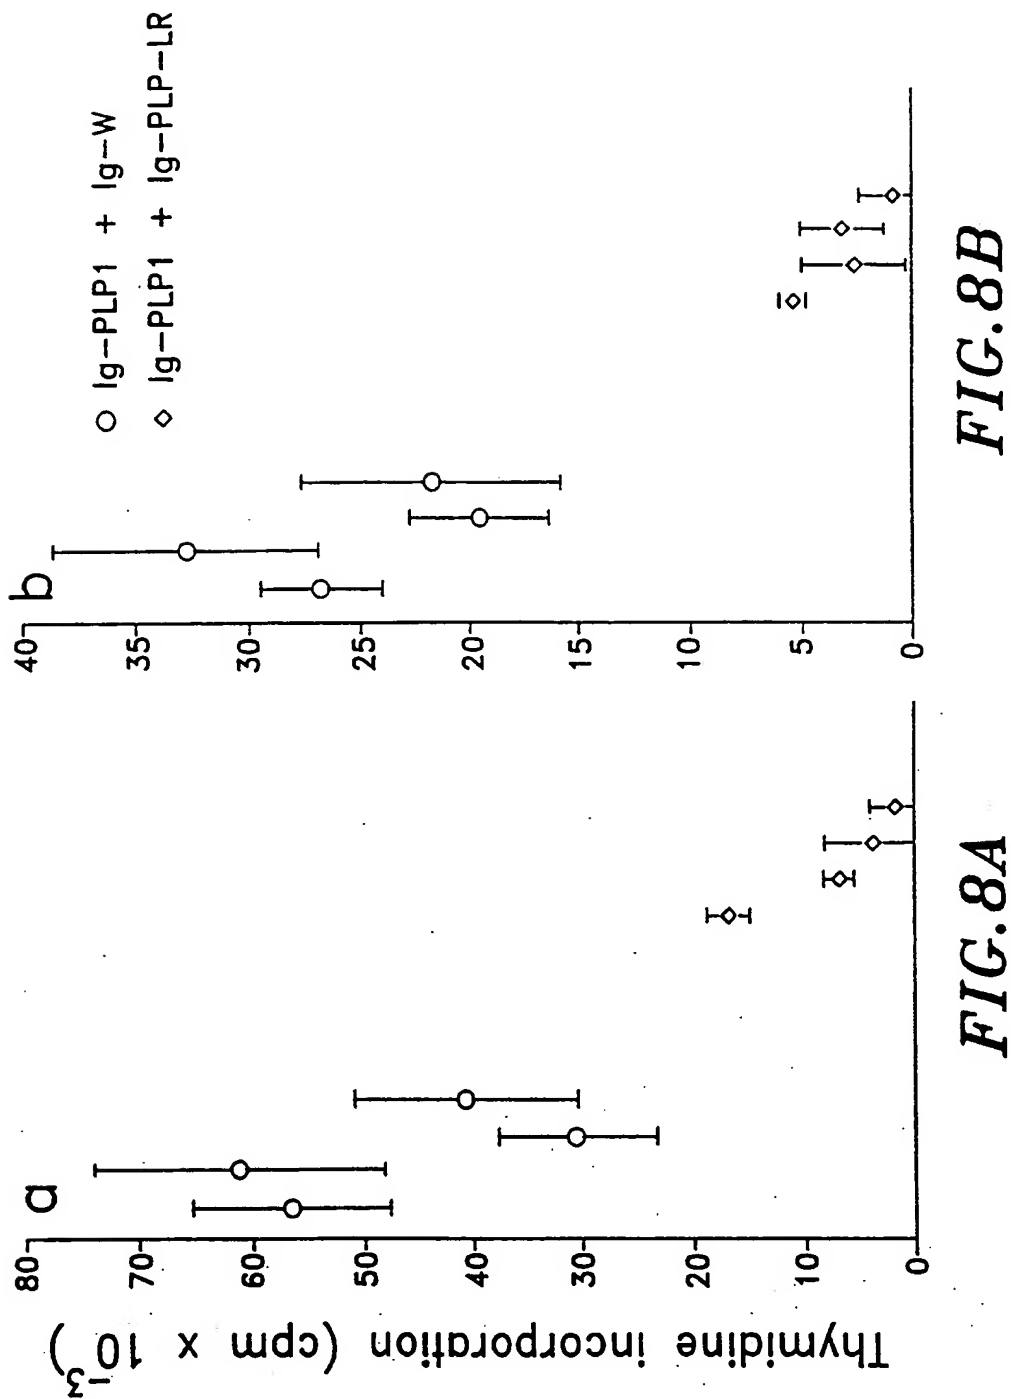 Thymidine incorporation (cpm x 10⁻³)
a
80
70
60
50
40
30
20
10
0
FIG.8A
b
40
35
30
25
20
15
10
5
0
Ig-PLP1 + Ig-W
Ig-PLP1 + Ig-PLP-LR
FIG.8B